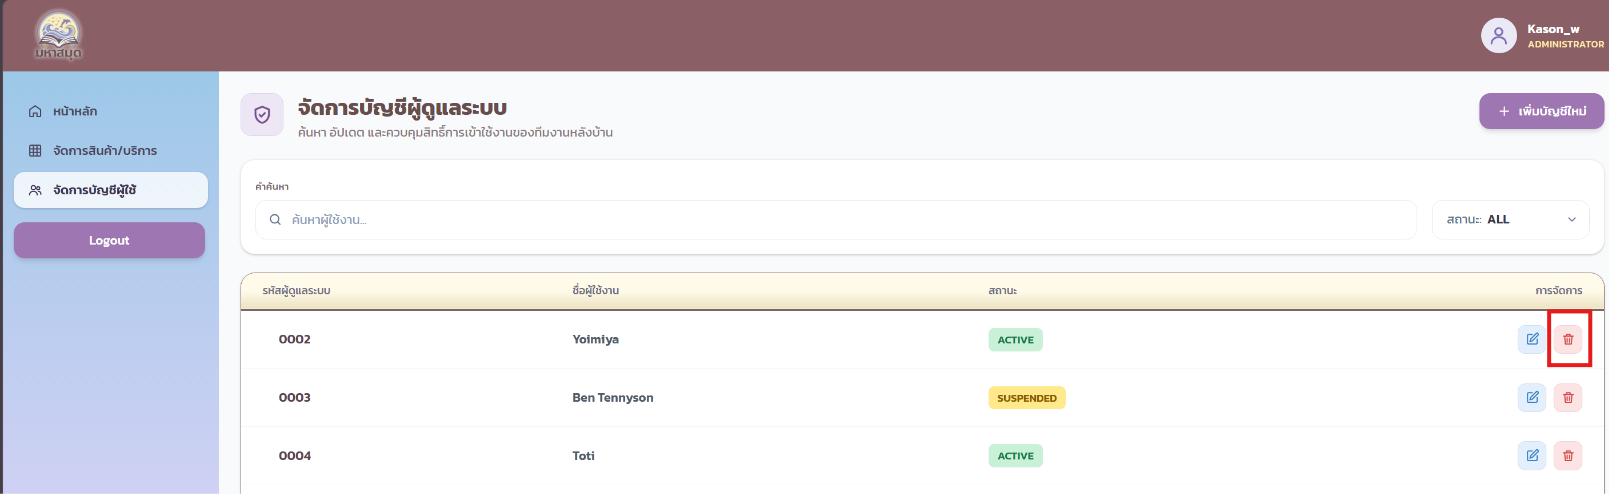 มหาสมุด
Kason_w
ADMINISTRATOR
หน้าหลัก
จัดการสินค้า/บริการ
จัดการบัญชีผู้ใช้
Logout
จัดการบัญชีผู้ดูแลระบบ
ค้นหา อัปเดต และควบคุมสิทธิ์การเข้าใช้งานของทีมงานหลังบ้าน
+ เพิ่มบัญชีใหม่
คำค้นหา
ค้นหาผู้ใช้งาน...
สถานะ: ALL
รหัสผู้ดูแลระบบ ชื่อผู้ใช้งาน สถานะ การจัดการ
0002 Yoimiya ACTIVE
0003 Ben Tennyson SUSPENDED
0004 Toti ACTIVE